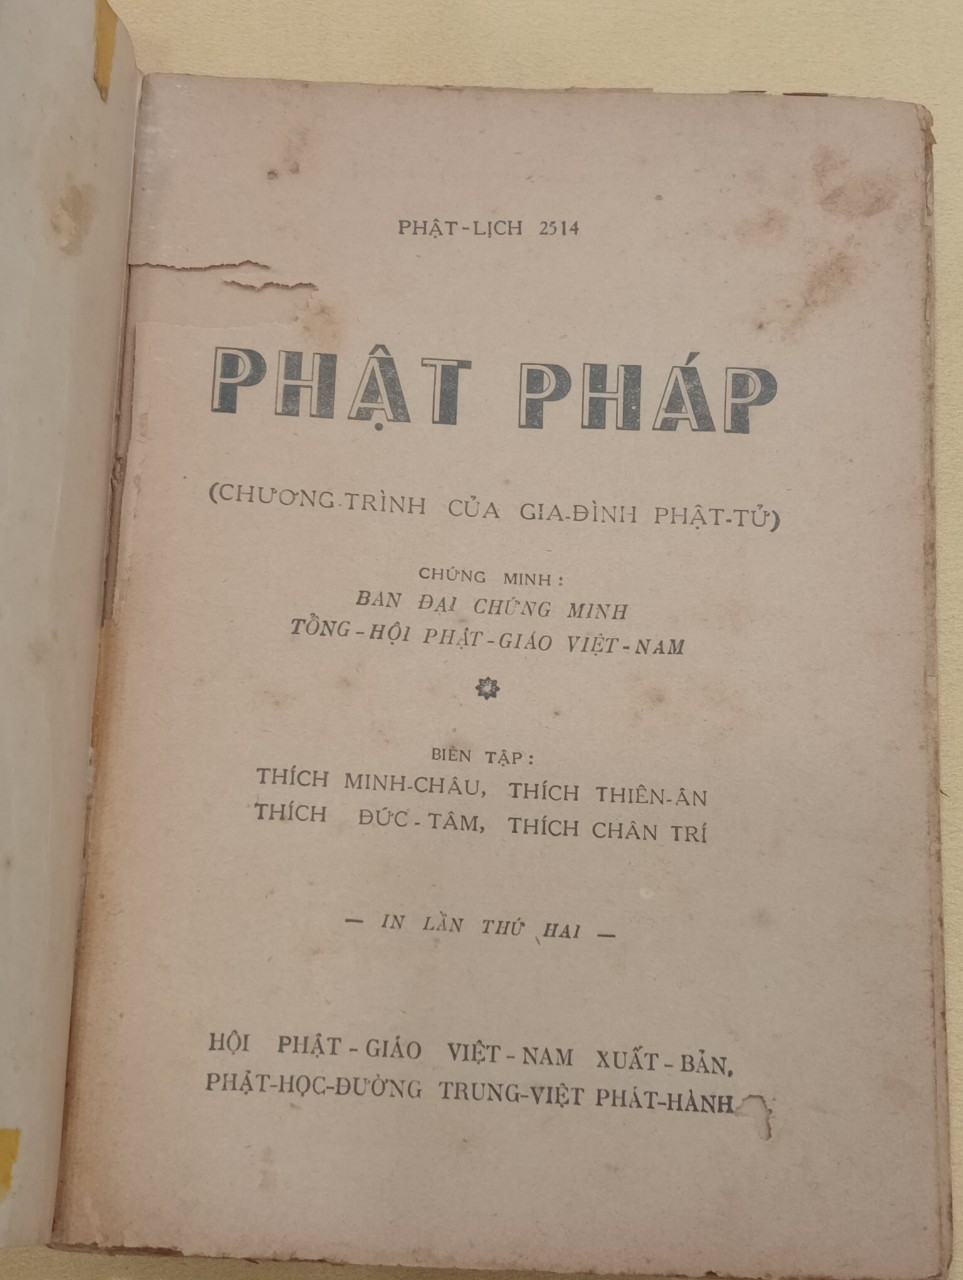 PHẬT-LỊCH 2514
PHẬT PHÁP
(CHƯƠNG-TRÌNH CỦA GIA-ĐÌNH PHẬT-TỬ)
CHỨNG MINH :
BAN ĐẠI CHỨNG MINH
TỔNG-HỘI PHẬT-GIÁO VIỆT-NAM
BIÊN TẬP :
THÍCH MINH-CHÂU, THÍCH THIÊN-ÂN
THÍCH ĐỨC-TÂM, THÍCH CHÂN TRÍ
— IN LẦN THỨ HAI —
HỘI PHẬT-GIÁO VIỆT-NAM XUẤT-BẢN,
PHẬT-HỌC-ĐƯỜNG TRUNG-VIỆT PHÁT-HÀNH